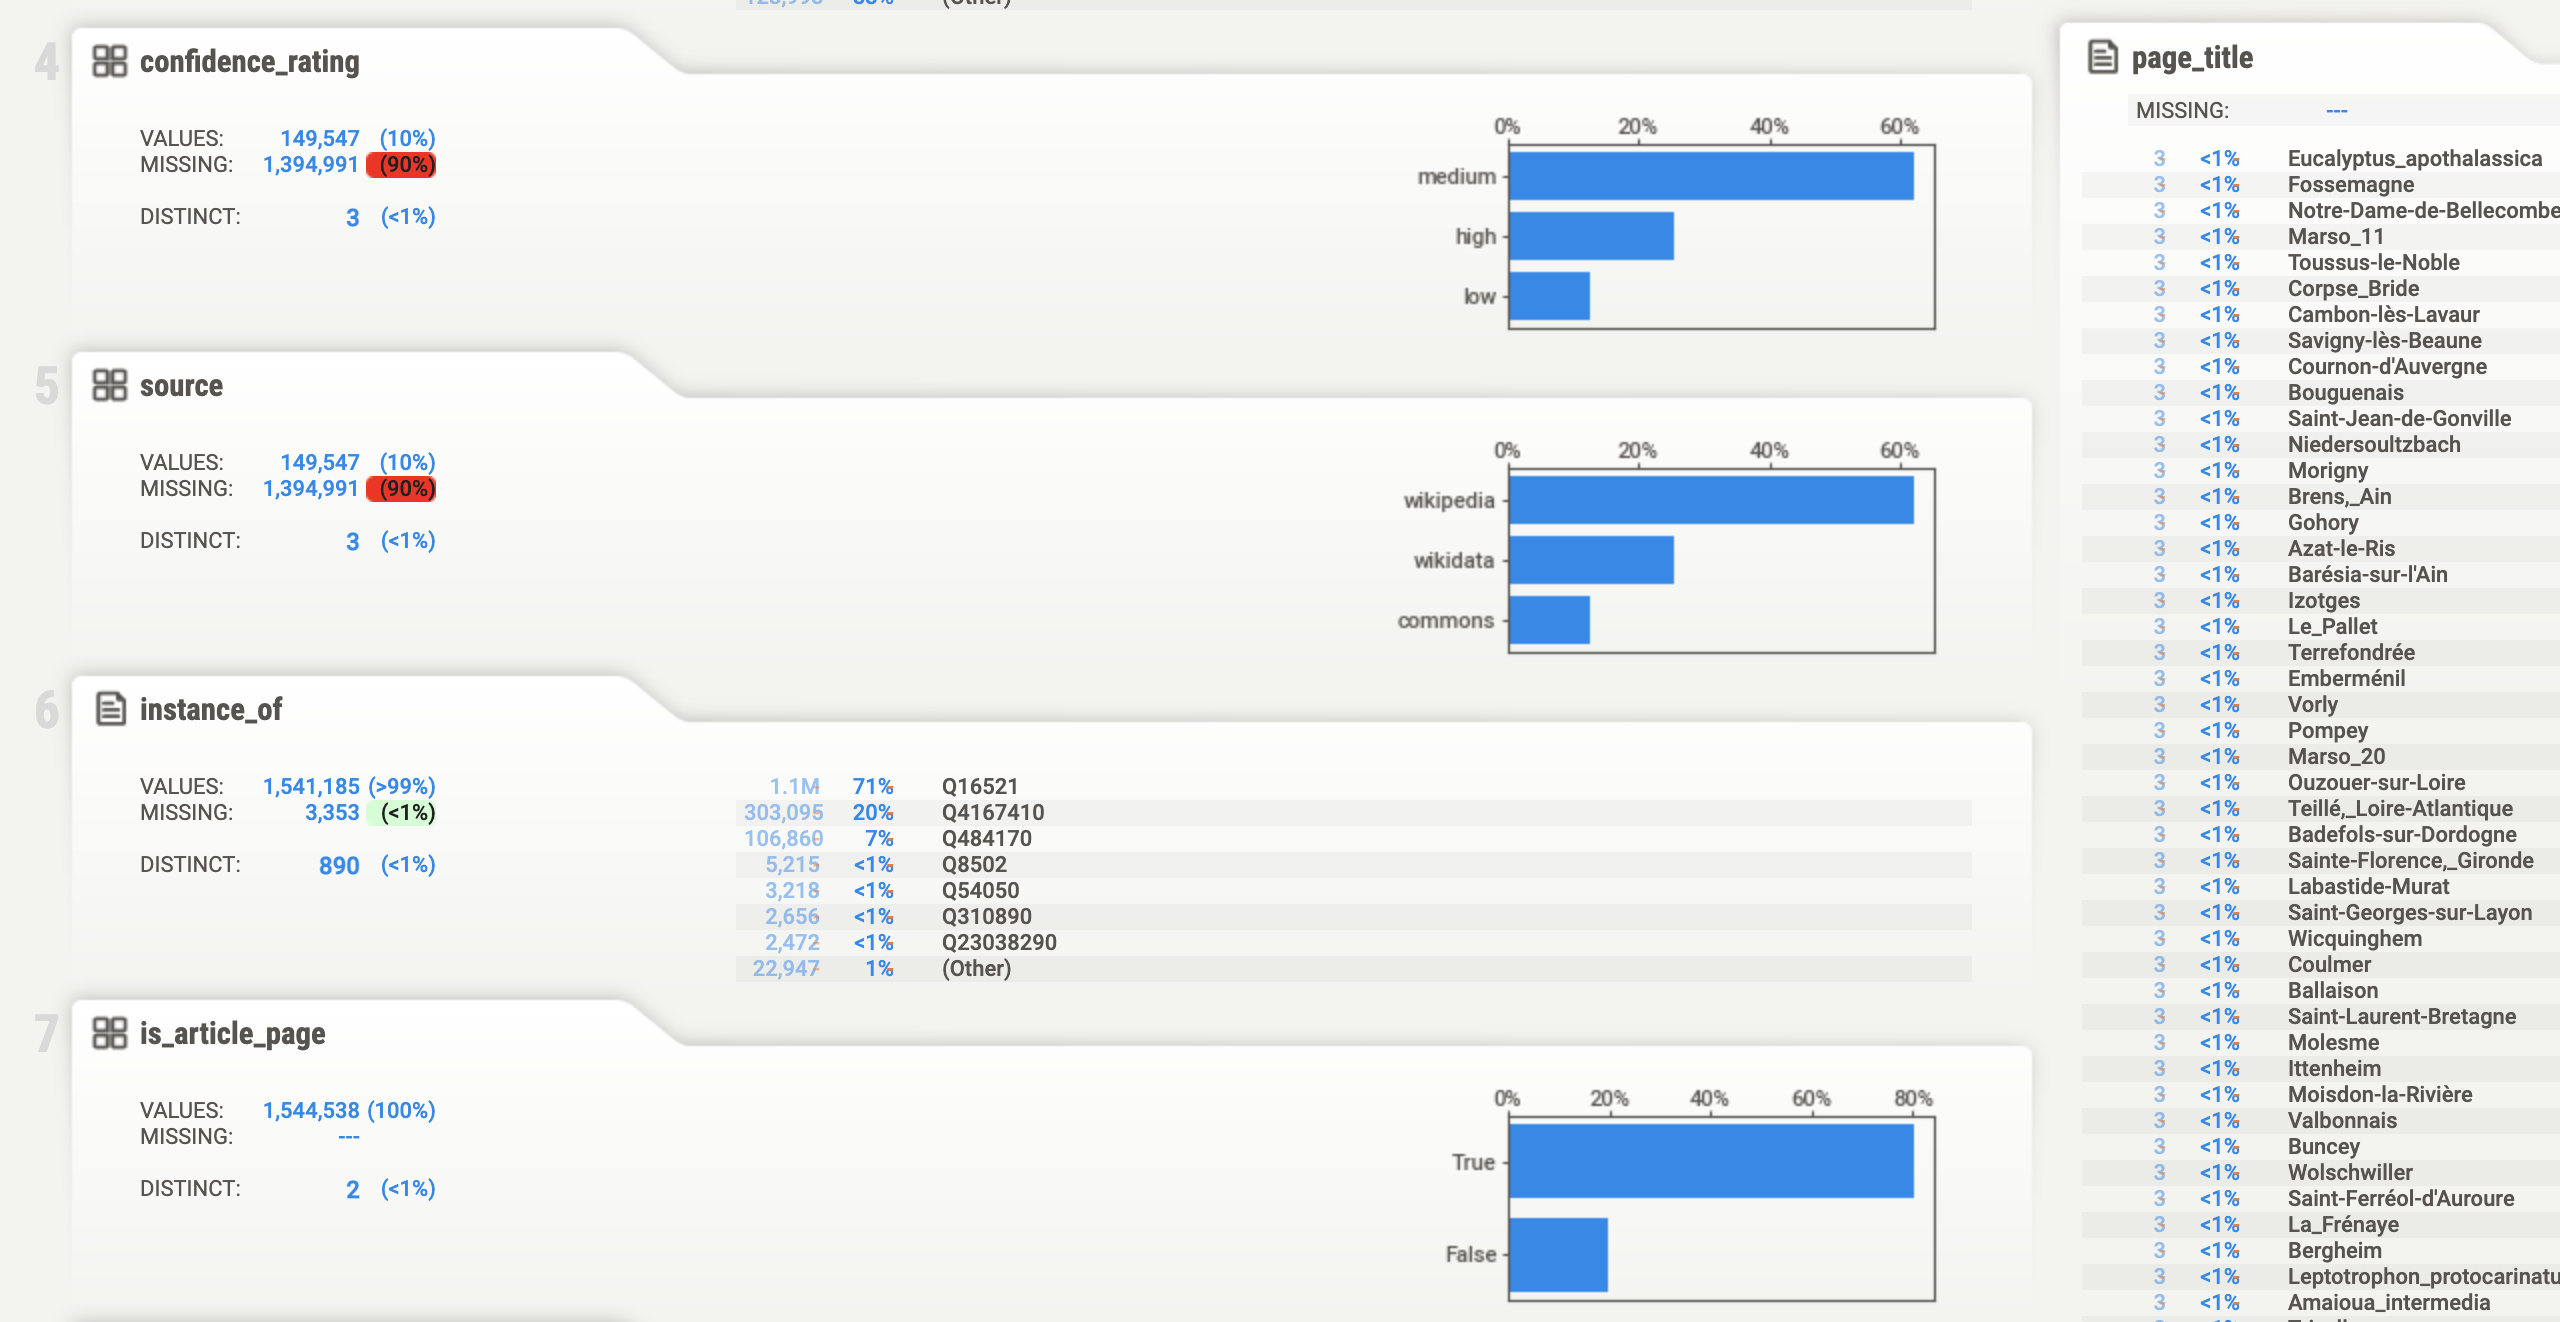 (Other)
4
confidence_rating
VALUES: 149,547 (10%)
MISSING: 1,394,991 (90%)
DISTINCT: 3 (<1%)
0% 20% 40% 60%
medium
high
low
5
source
VALUES: 149,547 (10%)
MISSING: 1,394,991 (90%)
DISTINCT: 3 (<1%)
0% 20% 40% 60%
wikipedia
wikidata
commons
6
instance_of
VALUES: 1,541,185 (>99%)
MISSING: 3,353 (<1%)
DISTINCT: 890 (<1%)
1.1M 71% Q16521
303,095 20% Q4167410
106,860 7% Q484170
5,215 <1% Q8502
3,218 <1% Q54050
2,656 <1% Q310890
2,472 <1% Q23038290
22,947 1% (Other)
7
is_article_page
VALUES: 1,544,538 (100%)
MISSING: ---
DISTINCT: 2 (<1%)
0% 20% 40% 60% 80%
True
False
page_title
MISSING: ---
3 <1% Eucalyptus_apothalassica
3 <1% Fossemagne
3 <1% Notre-Dame-de-Bellecombe
3 <1% Marso_11
3 <1% Toussus-le-Noble
3 <1% Corpse_Bride
3 <1% Cambon-lès-Lavaur
3 <1% Savigny-lès-Beaune
3 <1% Cournon-d'Auvergne
3 <1% Bouguenais
3 <1% Saint-Jean-de-Gonville
3 <1% Niedersoultzbach
3 <1% Morigny
3 <1% Brens,_Ain
3 <1% Gohory
3 <1% Azat-le-Ris
3 <1% Barésia-sur-l'Ain
3 <1% Izotges
3 <1% Le_Pallet
3 <1% Terrefondrée
3 <1% Emberménil
3 <1% Vorly
3 <1% Pompey
3 <1% Marso_20
3 <1% Ouzouer-sur-Loire
3 <1% Teillé,_Loire-Atlantique
3 <1% Badefols-sur-Dordogne
3 <1% Sainte-Florence,_Gironde
3 <1% Labastide-Murat
3 <1% Saint-Georges-sur-Layon
3 <1% Wicquinghem
3 <1% Coulmer
3 <1% Ballaison
3 <1% Saint-Laurent-Bretagne
3 <1% Molesme
3 <1% Ittenheim
3 <1% Moisdon-la-Rivière
3 <1% Valbonnais
3 <1% Buncey
3 <1% Wolschwiller
3 <1% Saint-Ferréol-d'Auroure
3 <1% La_Frénaye
3 <1% Bergheim
3 <1% Leptotrophon_protocarinatu
3 <1% Amaioua_intermedia